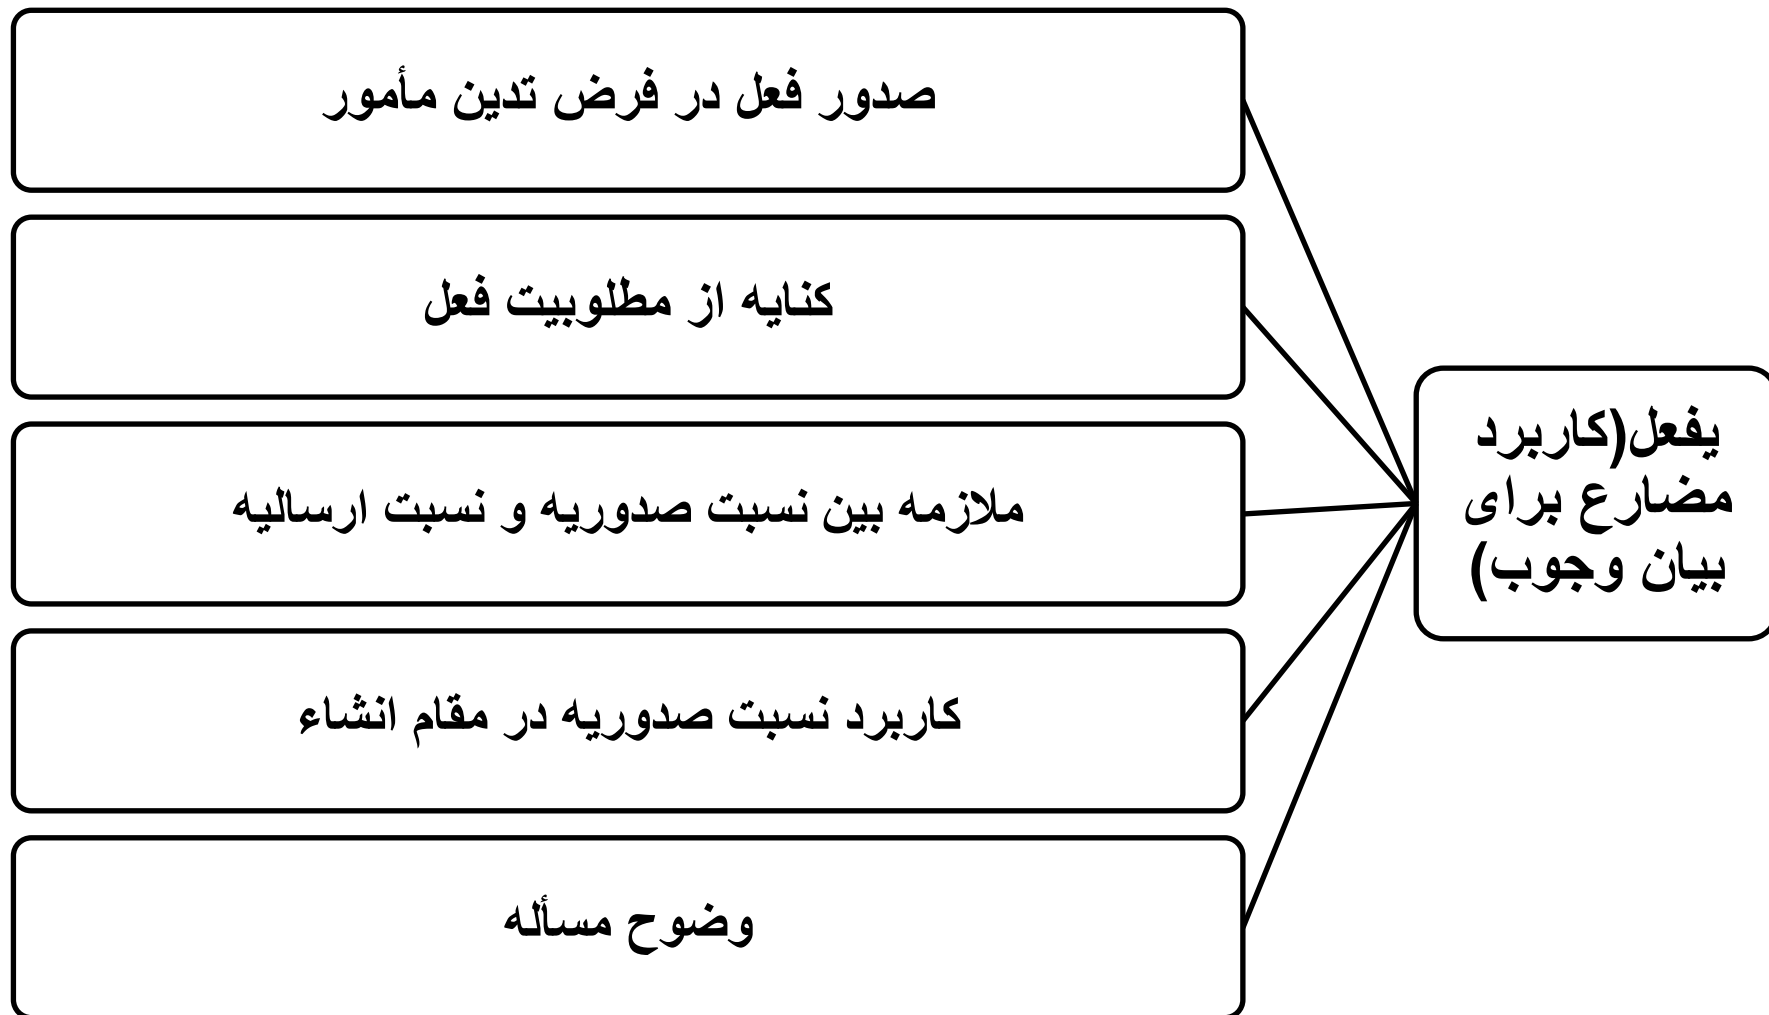 یفعل(کاربرد
مضارع برای
بیان وجوب)
صدور فعل در فرض تدین مأمور
کنایه از مطلوبیت فعل
ملازمه بین نسبت صدوریه و نسبت ارسالیه
کاربرد نسبت صدوریه در مقام انشاء
وضوح مسأله